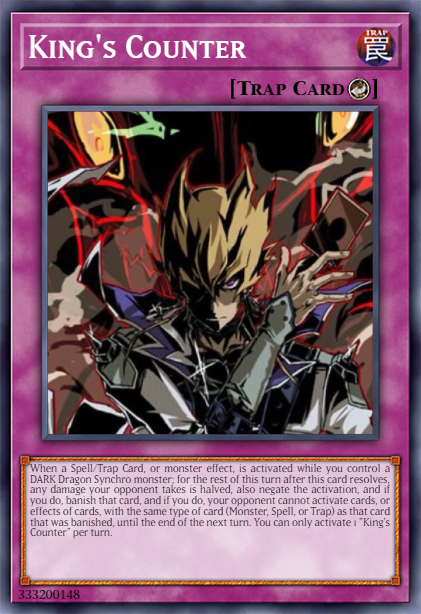 King's Counter
TRAP
罠
[Trap Card]
When a Spell/Trap Card, or monster effect, is activated while you control a
DARK Dragon Synchro monster; for the rest of this turn after this card resolves,
any damage your opponent takes is halved, also negate the activation, and if
you do, banish that card, and if you do, your opponent cannot activate cards, or
effects of cards, with the same type of card (Monster, Spell, or Trap) as that card
that was banished, until the end of the next turn. You can only activate 1 "King's
Counter" per turn.
333200148